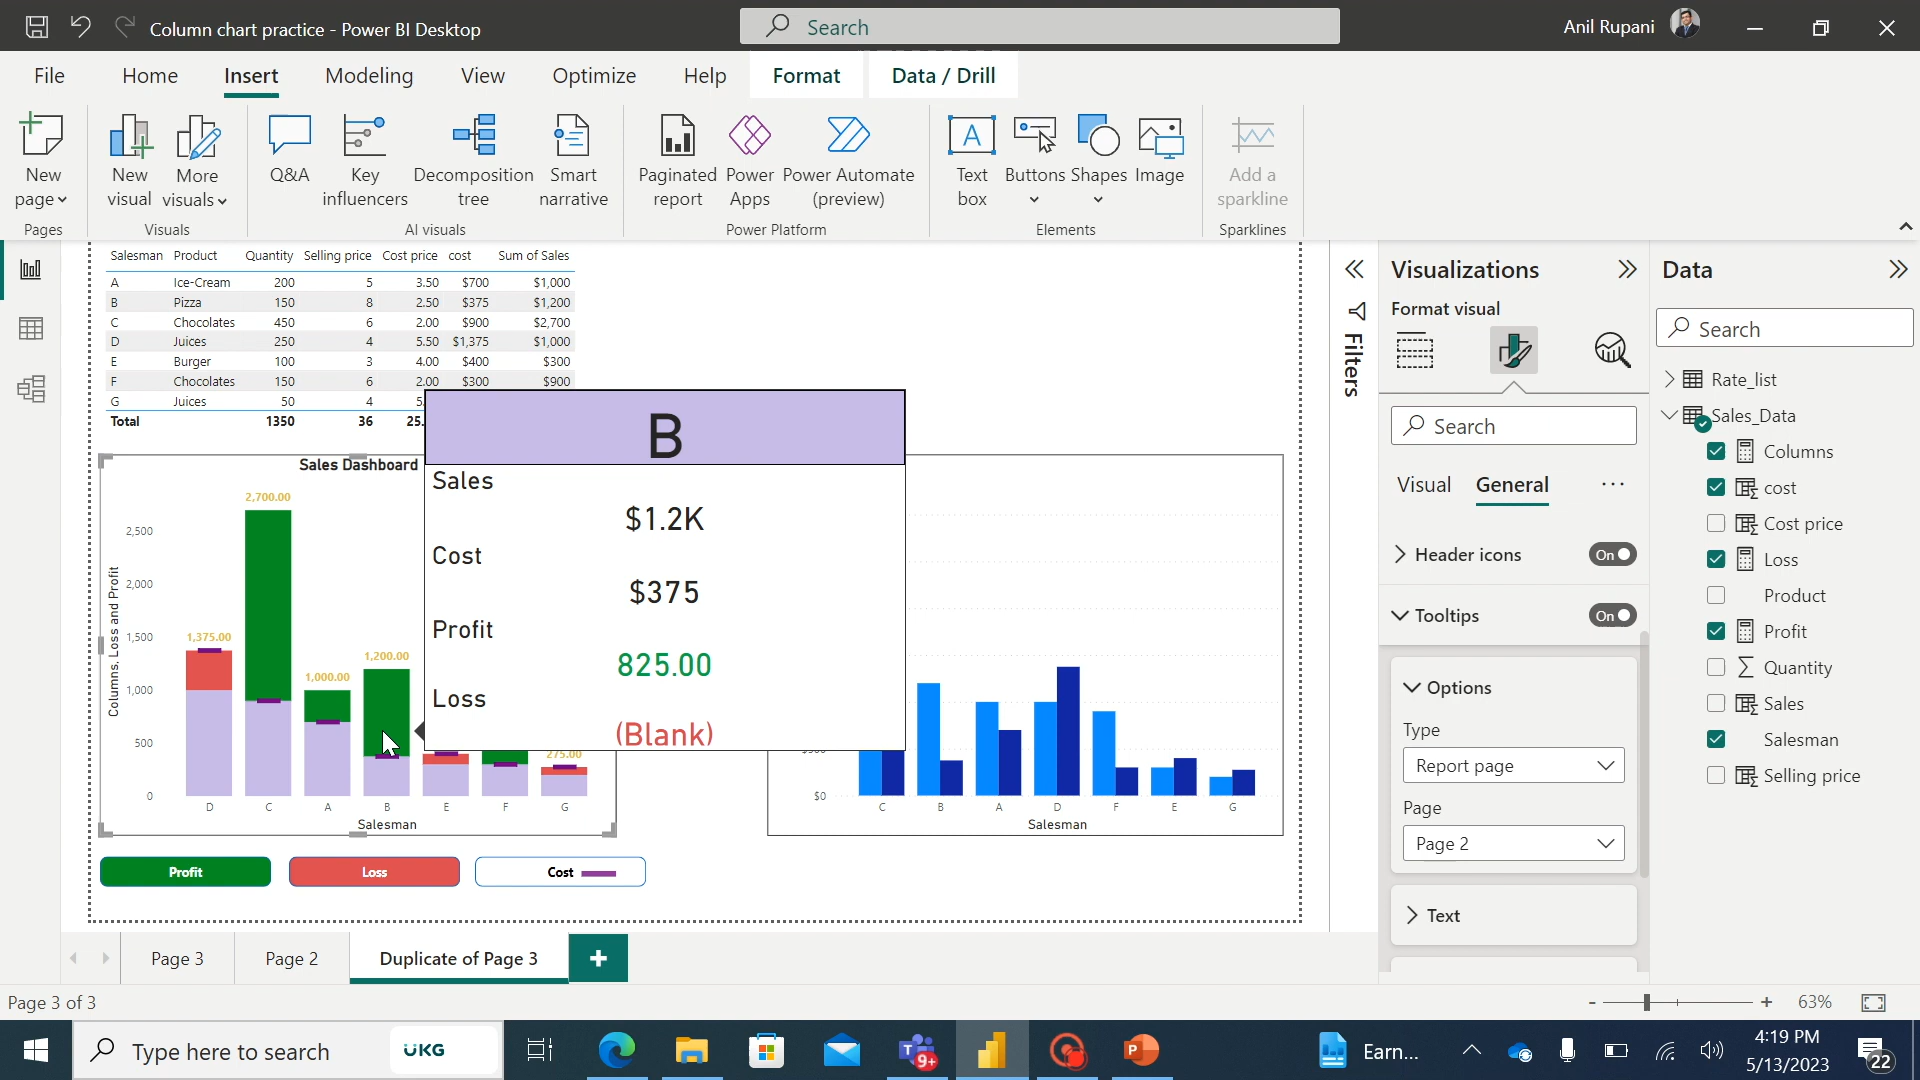 Column chart practice - Power BI Desktop
Search
Anil Rupani
File Home Insert Modeling View Optimize Help Format Data / Drill
New page
Pages
New visual
More visuals
Visuals
Q&A
Key influencers
Decomposition tree
Smart narrative
AI visuals
Paginated report
Power Apps
Power Automate (preview)
Power Platform
Text box
Buttons
Shapes
Image
Elements
Add a sparkline
Sparklines
Salesman Product Quantity Selling price Cost price cost Sum of Sales
A Ice-Cream 200 5 3.50 $700 $1,000
B Pizza 150 8 2.50 $375 $1,200
C Chocolates 450 6 2.00 $900 $2,700
D Juices 250 4 5.50 $1,375 $1,000
E Burger 100 3 4.00 $400 $300
F Chocolates 150 6 2.00 $300 $900
G Juices 50 4 5.
Total 1350 36 25.
Sales Dashboard
Columns, Loss and Profit
2,500
2,000
1,500
1,000
500
0
1,375.00
2,700.00
1,000.00
1,200.00
275.00
D C A B E F G
Salesman
B
Sales
$1.2K
Cost
$375
Profit
825.00
Loss
(Blank)
$0
C B A D F E G
Salesman
Profit
Loss
Cost
Filters
Visualizations
Format visual
Search
Visual General ...
Header icons On
Tooltips On
Options
Type
Report page
Page
Page 2
Text
Data
Search
Rate_list
Sales_Data
Columns
cost
Cost price
Loss
Product
Profit
Quantity
Sales
Salesman
Selling price
Page 3 Page 2 Duplicate of Page 3 +
Page 3 of 3
- + 63%
Type here to search
UKG
9+
P
Earn...
4:19 PM
5/13/2023
22